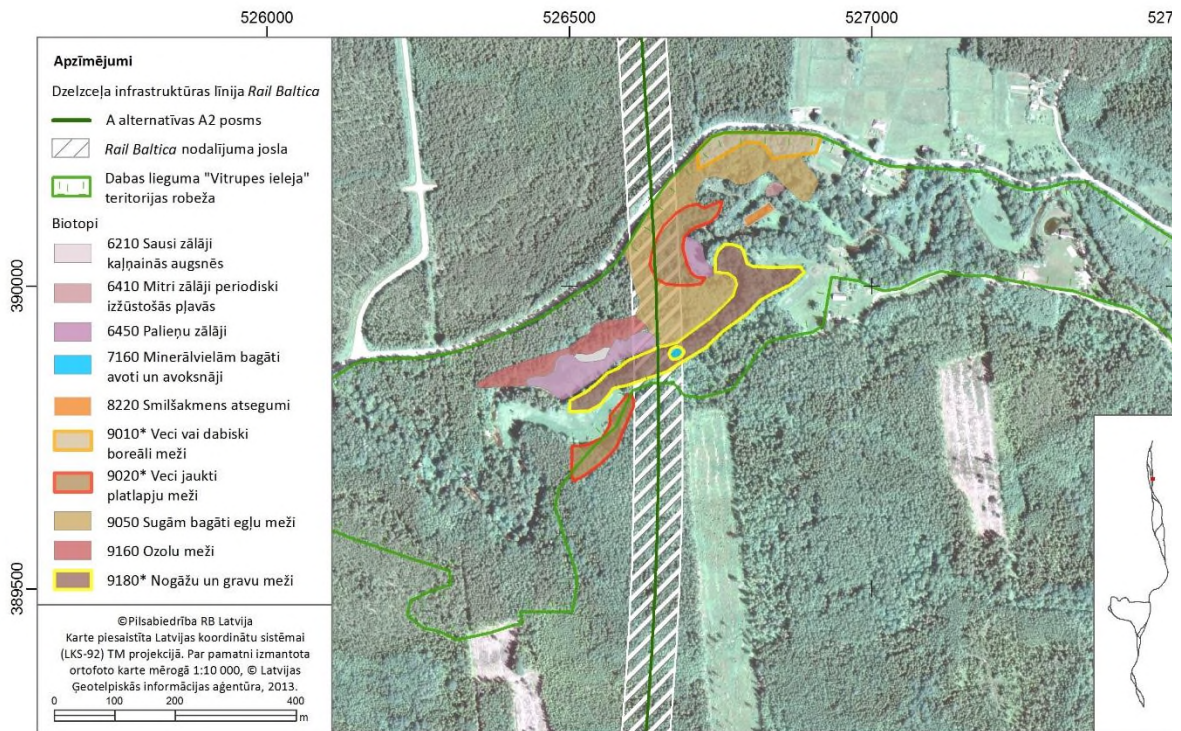 526000
526500
527000
527
Apzīmējumi
Dzelzceļa infrastruktūras līnija Rail Baltica
A alternatīvas A2 posms
Rail Baltica nodalījuma josla
Dabas lieguma "Vitrupes ieleja"
teritorijas robeža
Biotopi
6210 Sausi zālāji
kaļņainās augsnēs
6410 Mitri zālāji periodiski
izžūstošās pļavās
6450 Palieņu zālāji
7160 Minerālvielām bagāti
avoti un avoksnāji
8220 Smilšakmens atsegumi
9010* Veci vai dabiski
boreāli meži
9020* Veci jaukti
platlapju meži
9050 Sugām bagāti egļu meži
9160 Ozolu meži
9180* Nogāžu un gravu meži
390000
389500
©Pilsabiedrība RB Latvija
Karte piesaistīta Latvijas koordinātu sistēmai
(LKS-92) TM projekcijā. Par pamatni izmantota
ortofoto karte mērogā 1:10 000, © Latvijas
Ģeotelpiskās informācijas aģentūra, 2013.
0 100 200 400
m